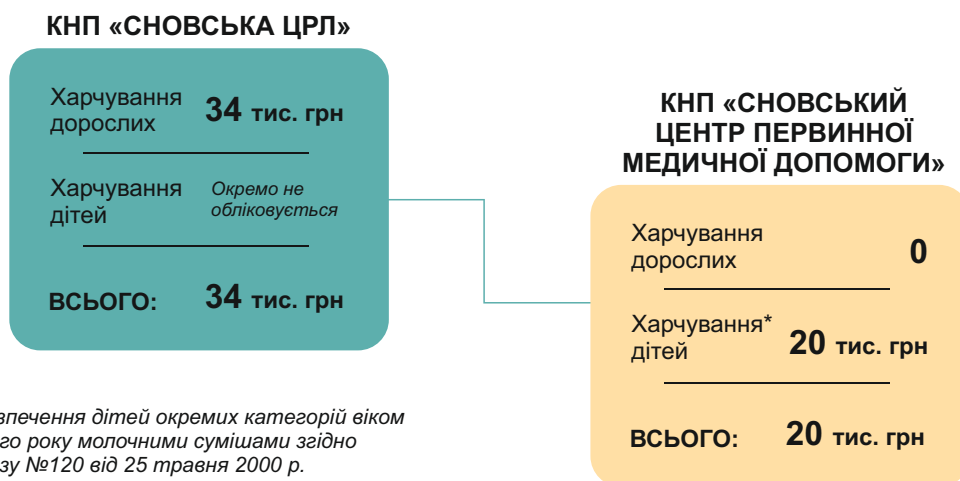 КНП «СНОВСЬКА ЦРЛ»
Харчування
дорослих
34 тис. грн
Харчування
дітей
Окремо не
обліковується
ВСЬОГО:
34 тис. грн
КНП «СНОВСЬКИЙ
ЦЕНТР ПЕРВИННОЇ
МЕДИЧНОЇ ДОПОМОГИ»
Харчування
дорослих
0
Харчування*
дітей
20 тис. грн
ВСЬОГО:
20 тис. грн
дітей окремих категорій віком
року молочними сумішами згідно
№120 від 25 травня 2000 р.